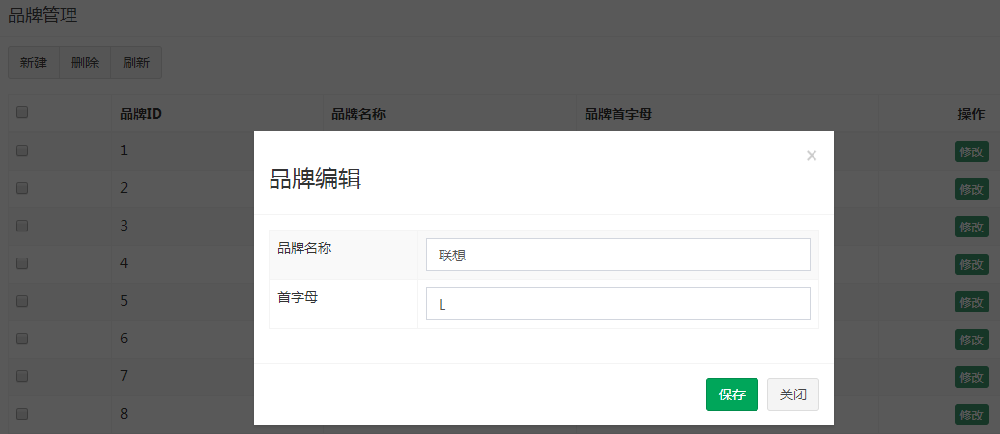 品牌管理
新建 删除 刷新
品牌ID 品牌名称 品牌首字母 操作
1 修改
2 修改
3 修改
4 修改
5 修改
6 修改
7 修改
8 修改
×
品牌编辑
品牌名称 联想
首字母 L
保存 关闭